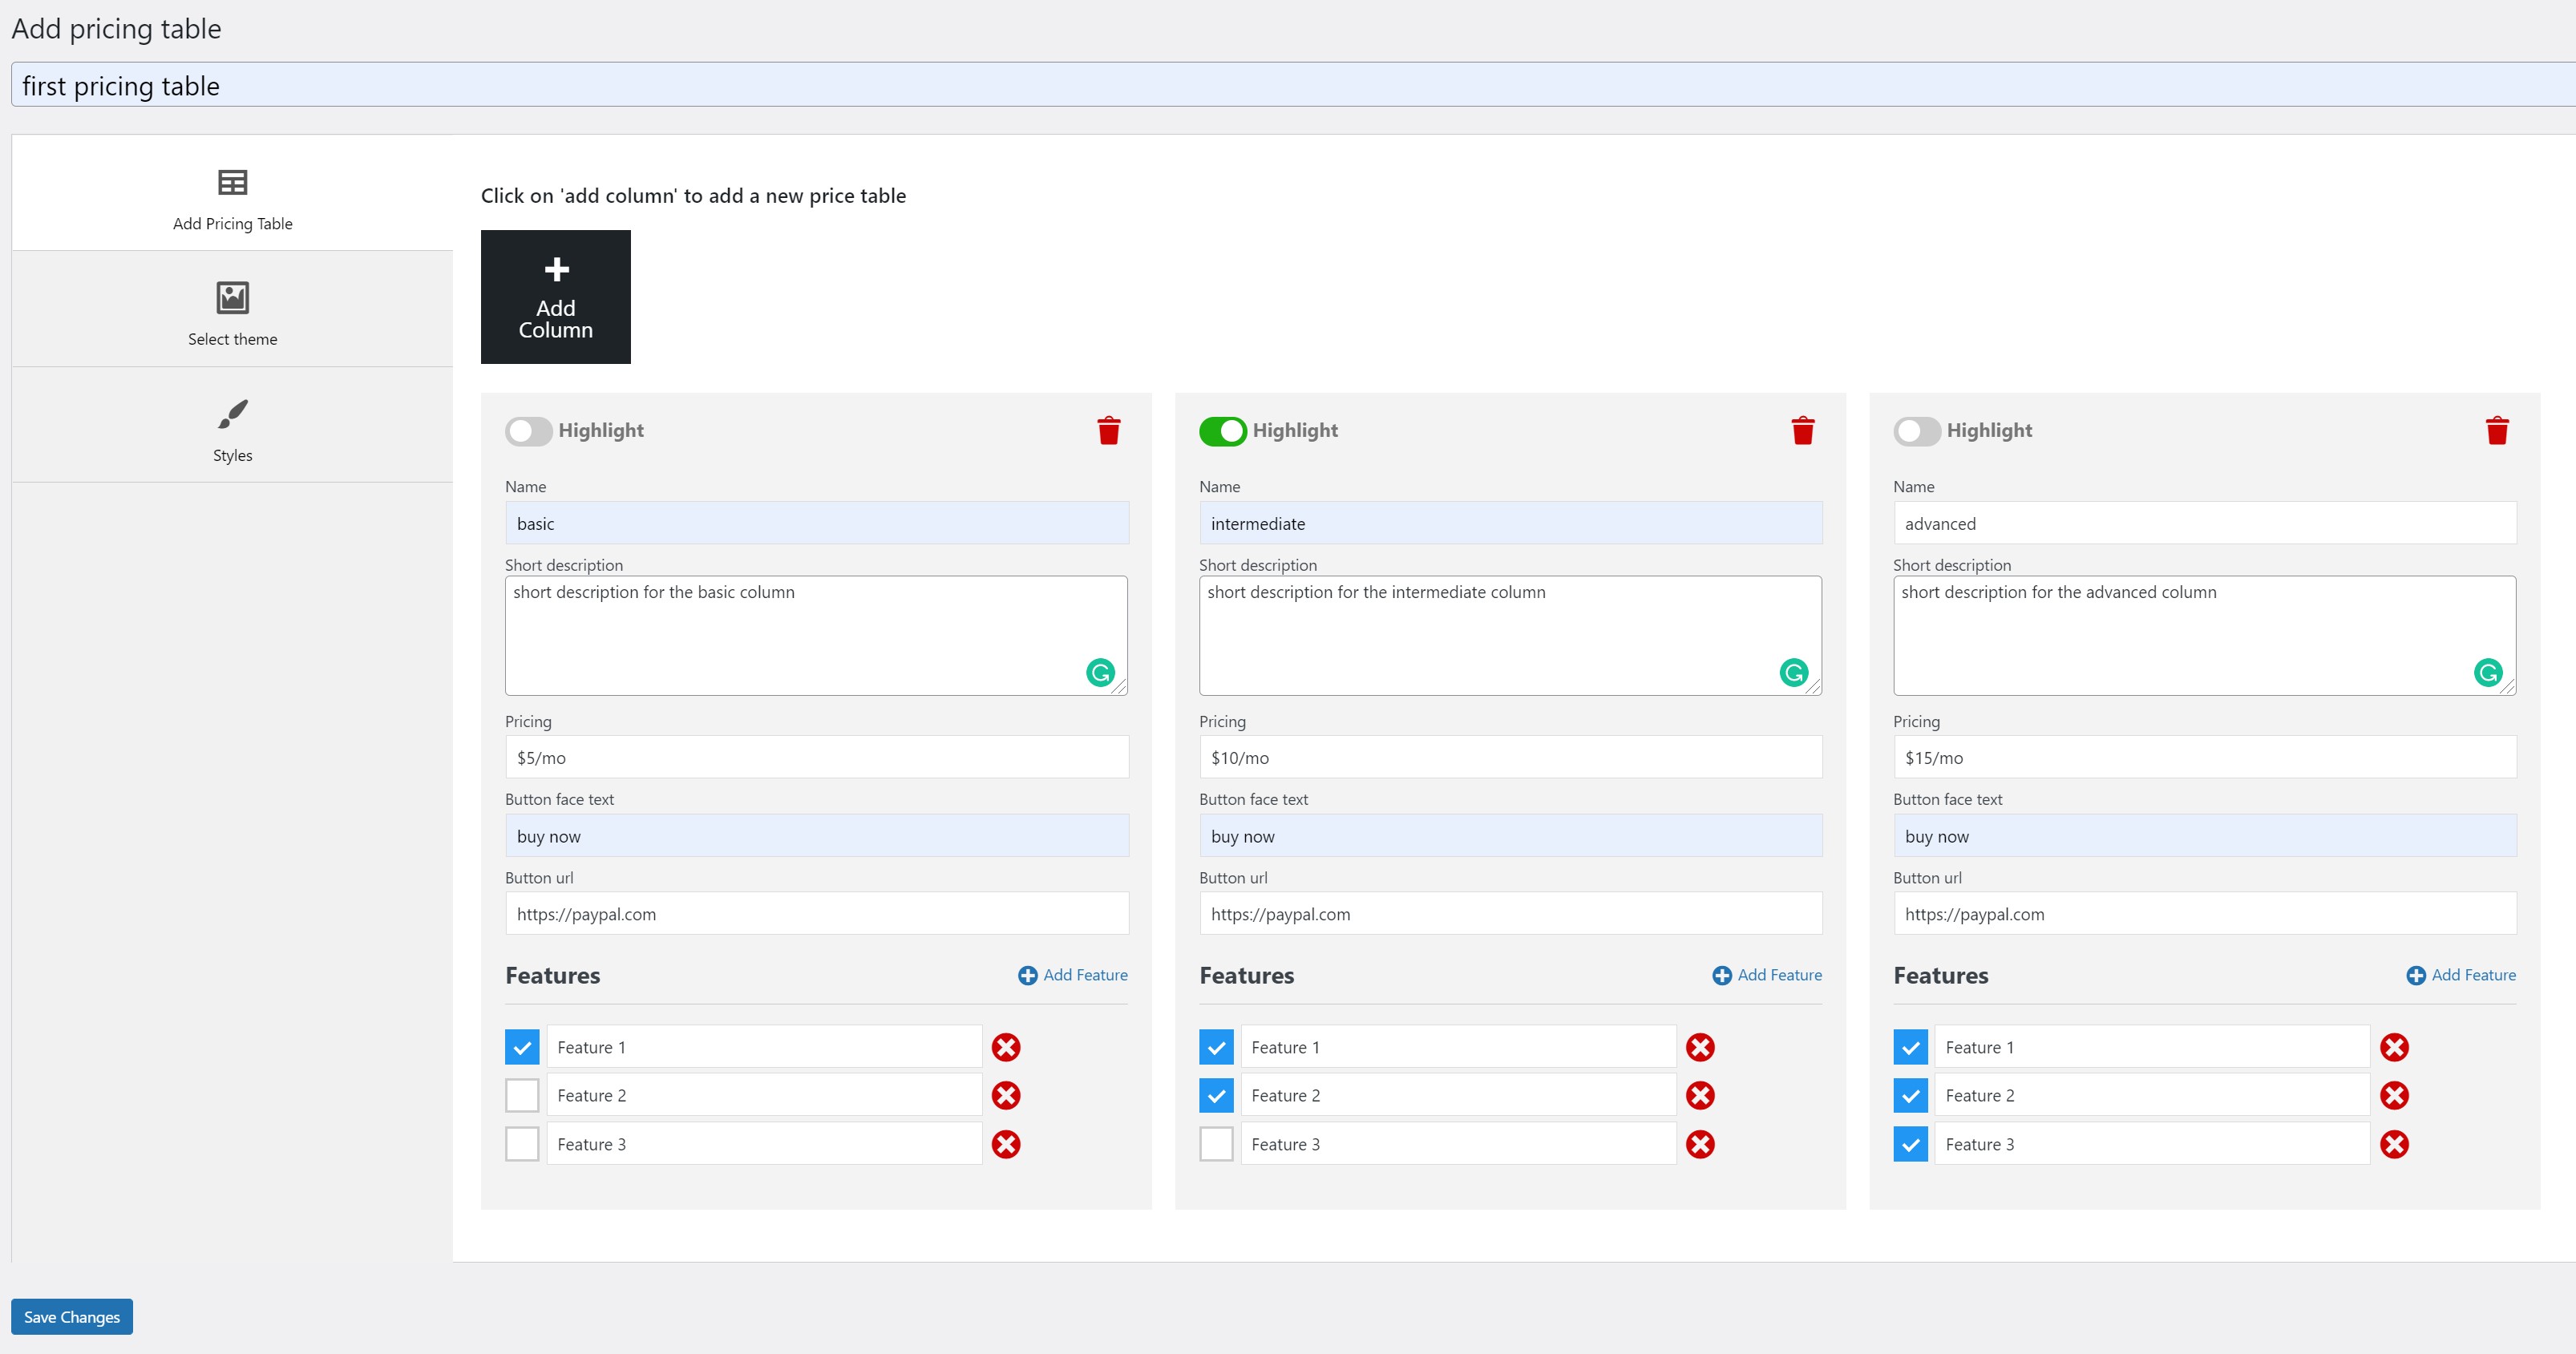 Add pricing table
first pricing table
Add Pricing Table
Select theme
Styles
Click on 'add column' to add a new price table
Add
Column
Highlight
Name
basic
Short description
short description for the basic column
Pricing
$5/mo
Button face text
buy now
Button url
https://paypal.com
Features
Add Feature
Feature 1
Feature 2
Feature 3
Highlight
Name
intermediate
Short description
short description for the intermediate column
Pricing
$10/mo
Button face text
buy now
Button url
https://paypal.com
Features
Add Feature
Feature 1
Feature 2
Feature 3
Highlight
Name
advanced
Short description
short description for the advanced column
Pricing
$15/mo
Button face text
buy now
Button url
https://paypal.com
Features
Add Feature
Feature 1
Feature 2
Feature 3
Save Changes